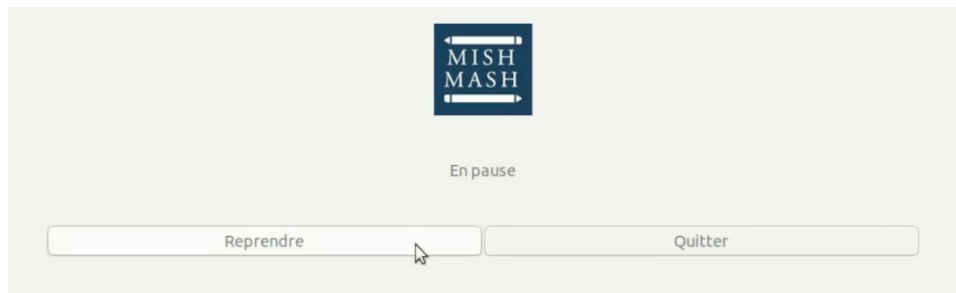 MISH
MASH
En pause
Reprendre
Quitter